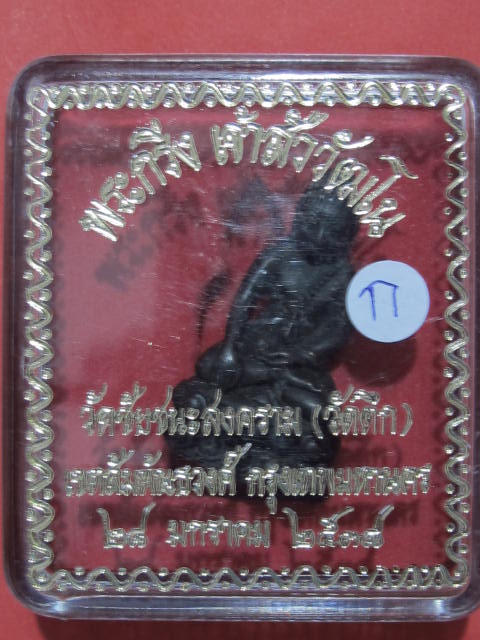 พระกริ่ง เจ้าสัววัฒโน
ก
วัดชัยชนะสงคราม (วัดตึก)
เขตสัมพันธวงศ์ กรุงเทพมหานคร
๒๘ มกราคม ๒๕๓๘